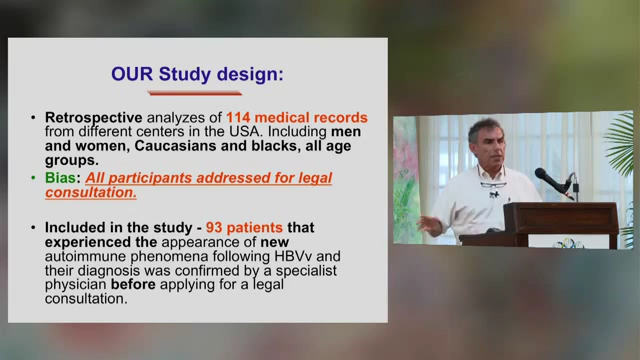 OUR Study design:
• Retrospective analyzes of 114 medical records
from different centers in the USA. Including men
and women, Caucasians and blacks, all age
groups.
• Bias: All participants addressed for legal
consultation.
• Included in the study - 93 patients that
experienced the appearance of new
autoimmune phenomena following HBVv and
their diagnosis was confirmed by a specialist
physician before applying for a legal
consultation.